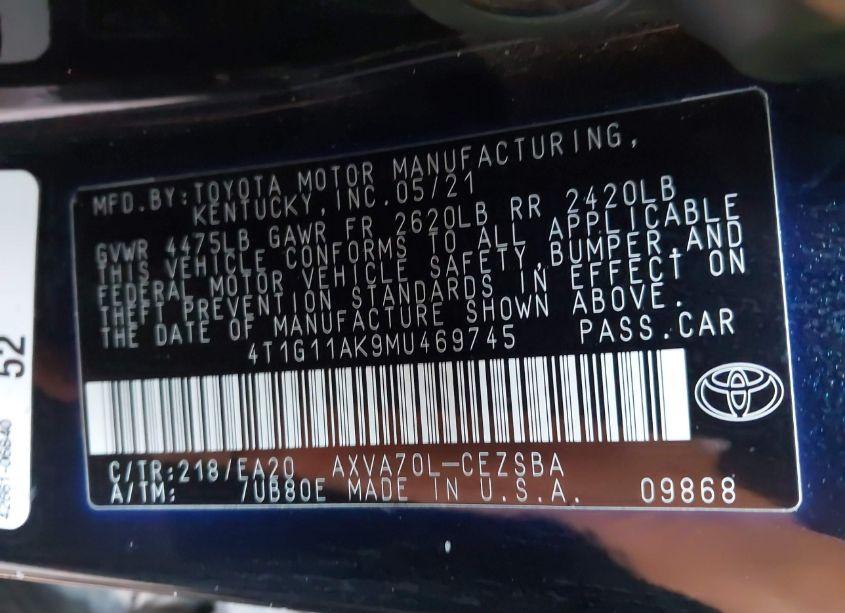 MFD.BY:TOYOTA MOTOR MANUFACTURING,
KENTUCKY,INC.05/21
GVWR 4475LB GAWR FR 2620LB RR 2420LB
THIS VEHICLE CONFORMS TO ALL APPLICABLE
FEDERAL MOTOR VEHICLE SAFETY,BUMPER,AND
THEFT PREVENTION STANDARDS IN EFFECT ON
THE DATE OF MANUFACTURE SHOWN ABOVE.
4T1G11AK9MU469745 PASS.CAR
C/TR:218/EA20 AXVA70L-CEZSBA
A/TM: 7UB80E MADE IN U.S.A. 09868
52